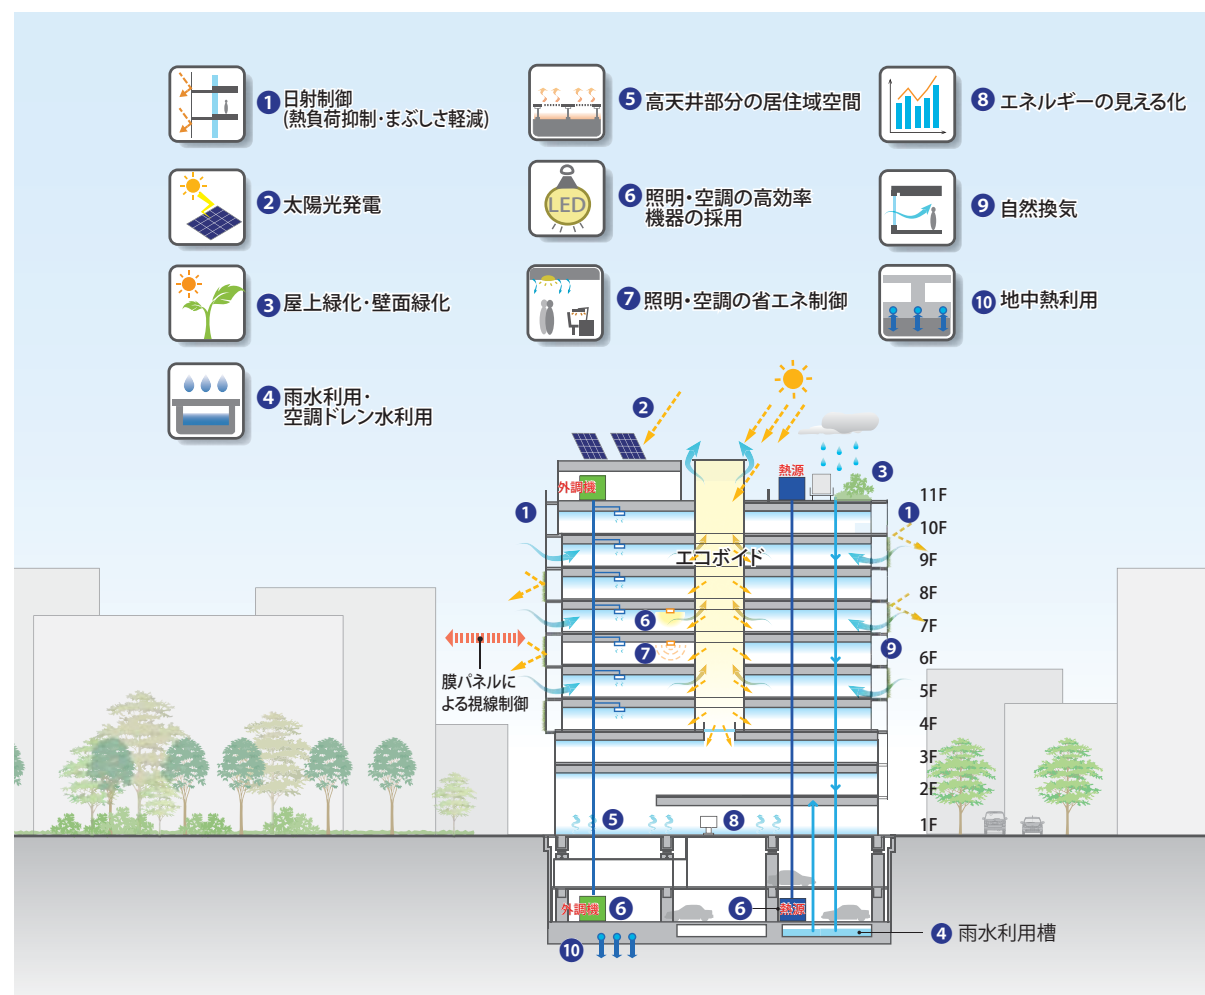 1 日射制御
(熱負荷抑制・まぶしさ軽減)
2 太陽光発電
3 屋上緑化・壁面緑化
4 雨水利用・
空調ドレン水利用
5 高天井部分の居住域空間
LED
6 照明・空調の高効率
機器の採用
7 照明・空調の省エネ制御
8 エネルギーの見える化
9 自然換気
10 地中熱利用
2
3
熱源
外調機
1
1
11F
10F
エコボイド
9F
8F
6
7F
7
9
6F
膜パネルに
よる視線制御
5F
4F
3F
2F
5
8
1F
外調機
6
6
熱源
4 雨水利用槽
10